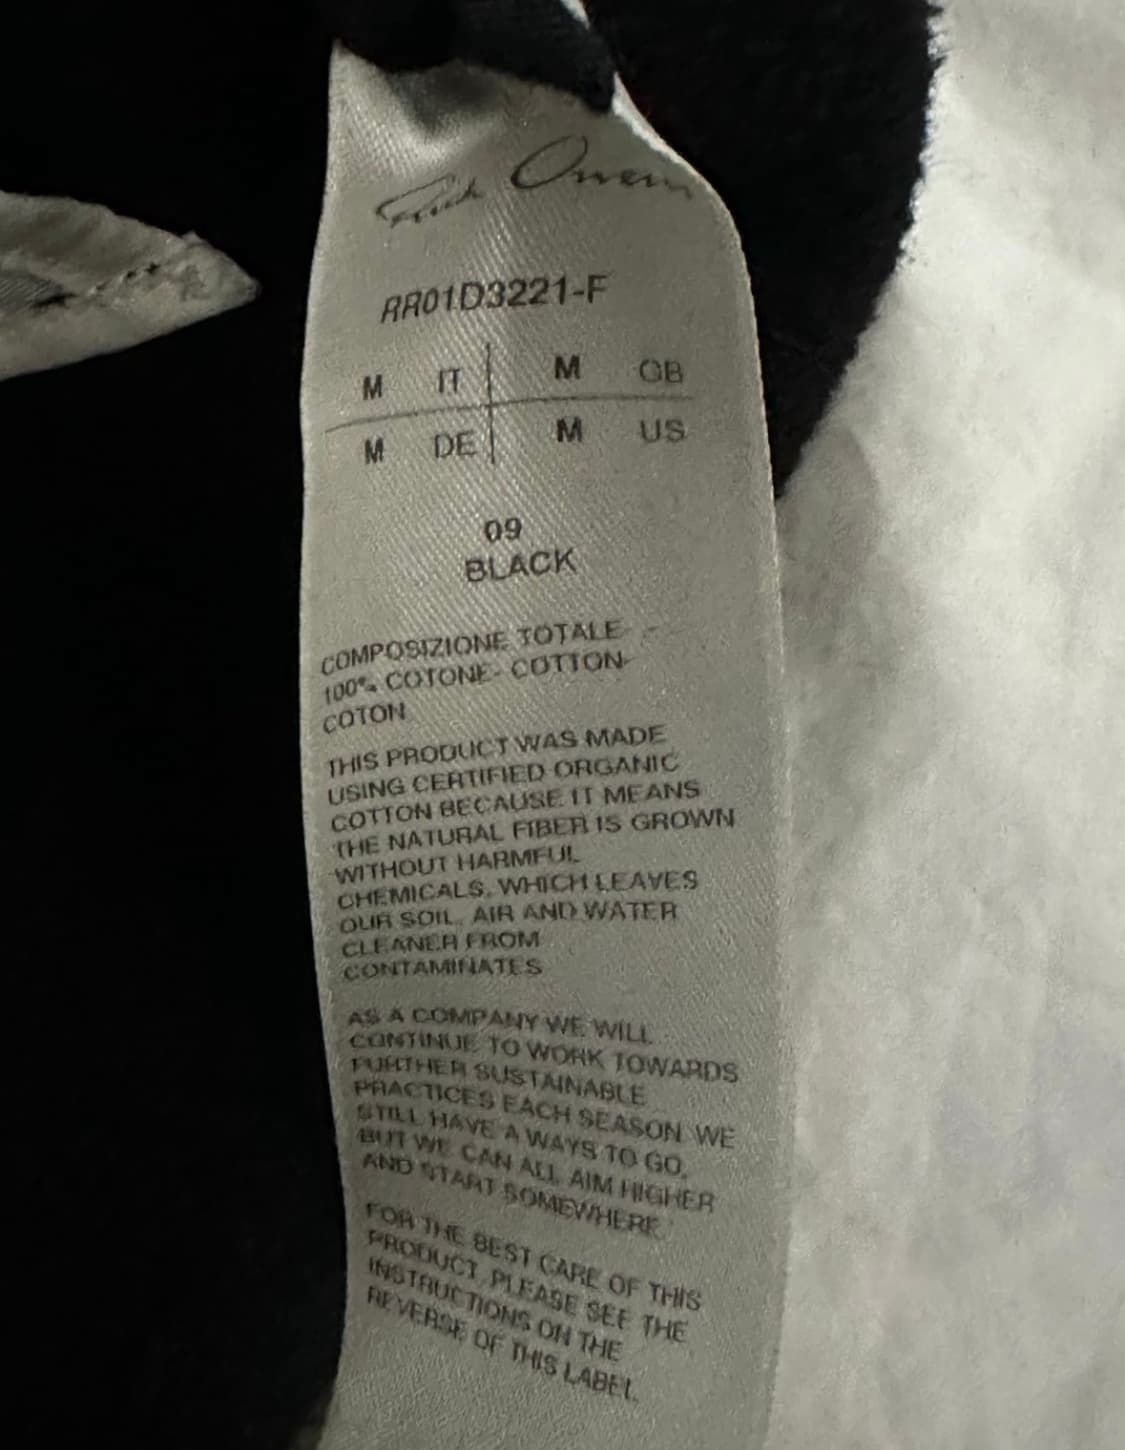 Rick Owens
RR01D3221-F
M IT M GB
M DE M US
09
BLACK
COMPOSIZIONE TOTALE
100% COTONE- COTTON-
COTON
THIS PRODUCT WAS MADE
USING CERTIFIED ORGANIC
COTTON BECAUSE IT MEANS
THE NATURAL FIBER IS GROWN
WITHOUT HARMFUL
CHEMICALS, WHICH LEAVES
OUR SOIL, AIR AND WATER
CLEANER FROM
CONTAMINATES
AS A COMPANY WE WILL
CONTINUE TO WORK TOWARDS
FURTHER SUSTAINABLE
PRACTICES EACH SEASON. WE
STILL HAVE A WAYS TO GO,
BUT WE CAN ALL AIM HIGHER
AND START SOMEWHERE.
FOR THE BEST CARE OF THIS
PRODUCT, PLEASE SEE THE
INSTRUCTIONS ON THE
REVERSE OF THIS LABEL.